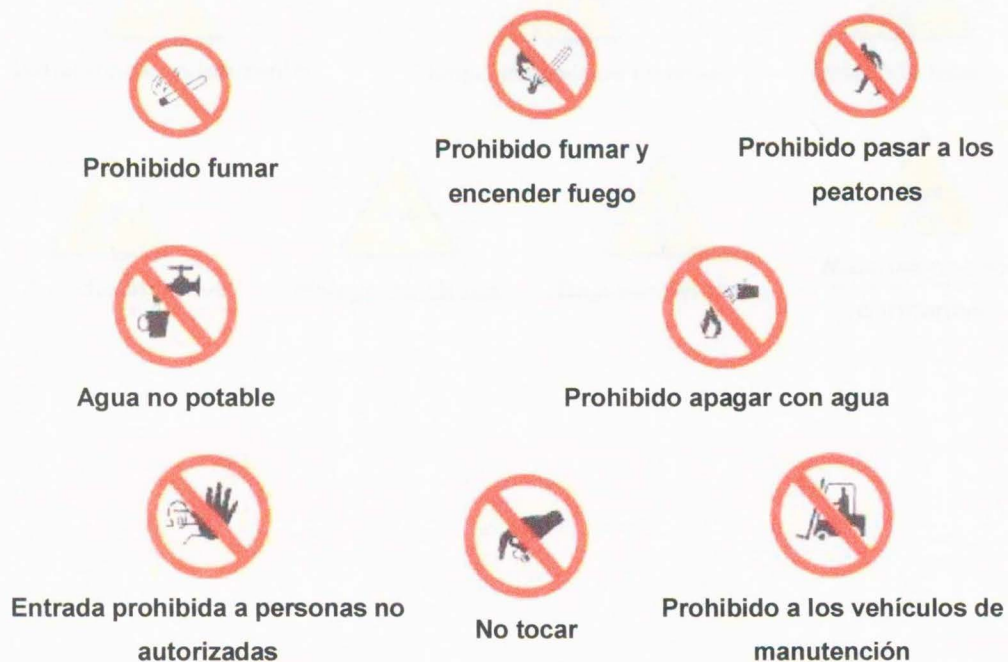 Prohibido fumar
Prohibido fumar y
encender fuego
Prohibido pasar a los
peatones
Agua no potable
Prohibido apagar con agua
Entrada prohibida a personas no
autorizadas
No tocar
Prohibido a los vehículos de
manutención